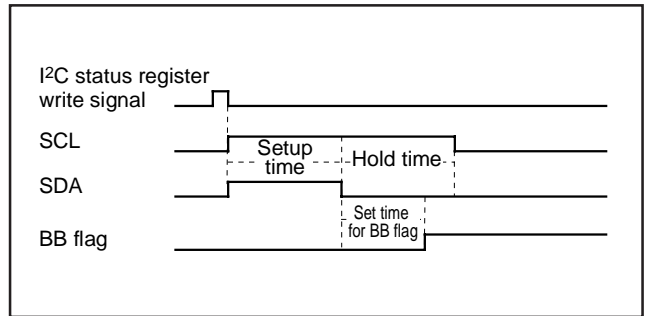 I²C status register
write signal
SCL
Setup
time
Hold time
SDA
Set time
for BB flag
BB flag